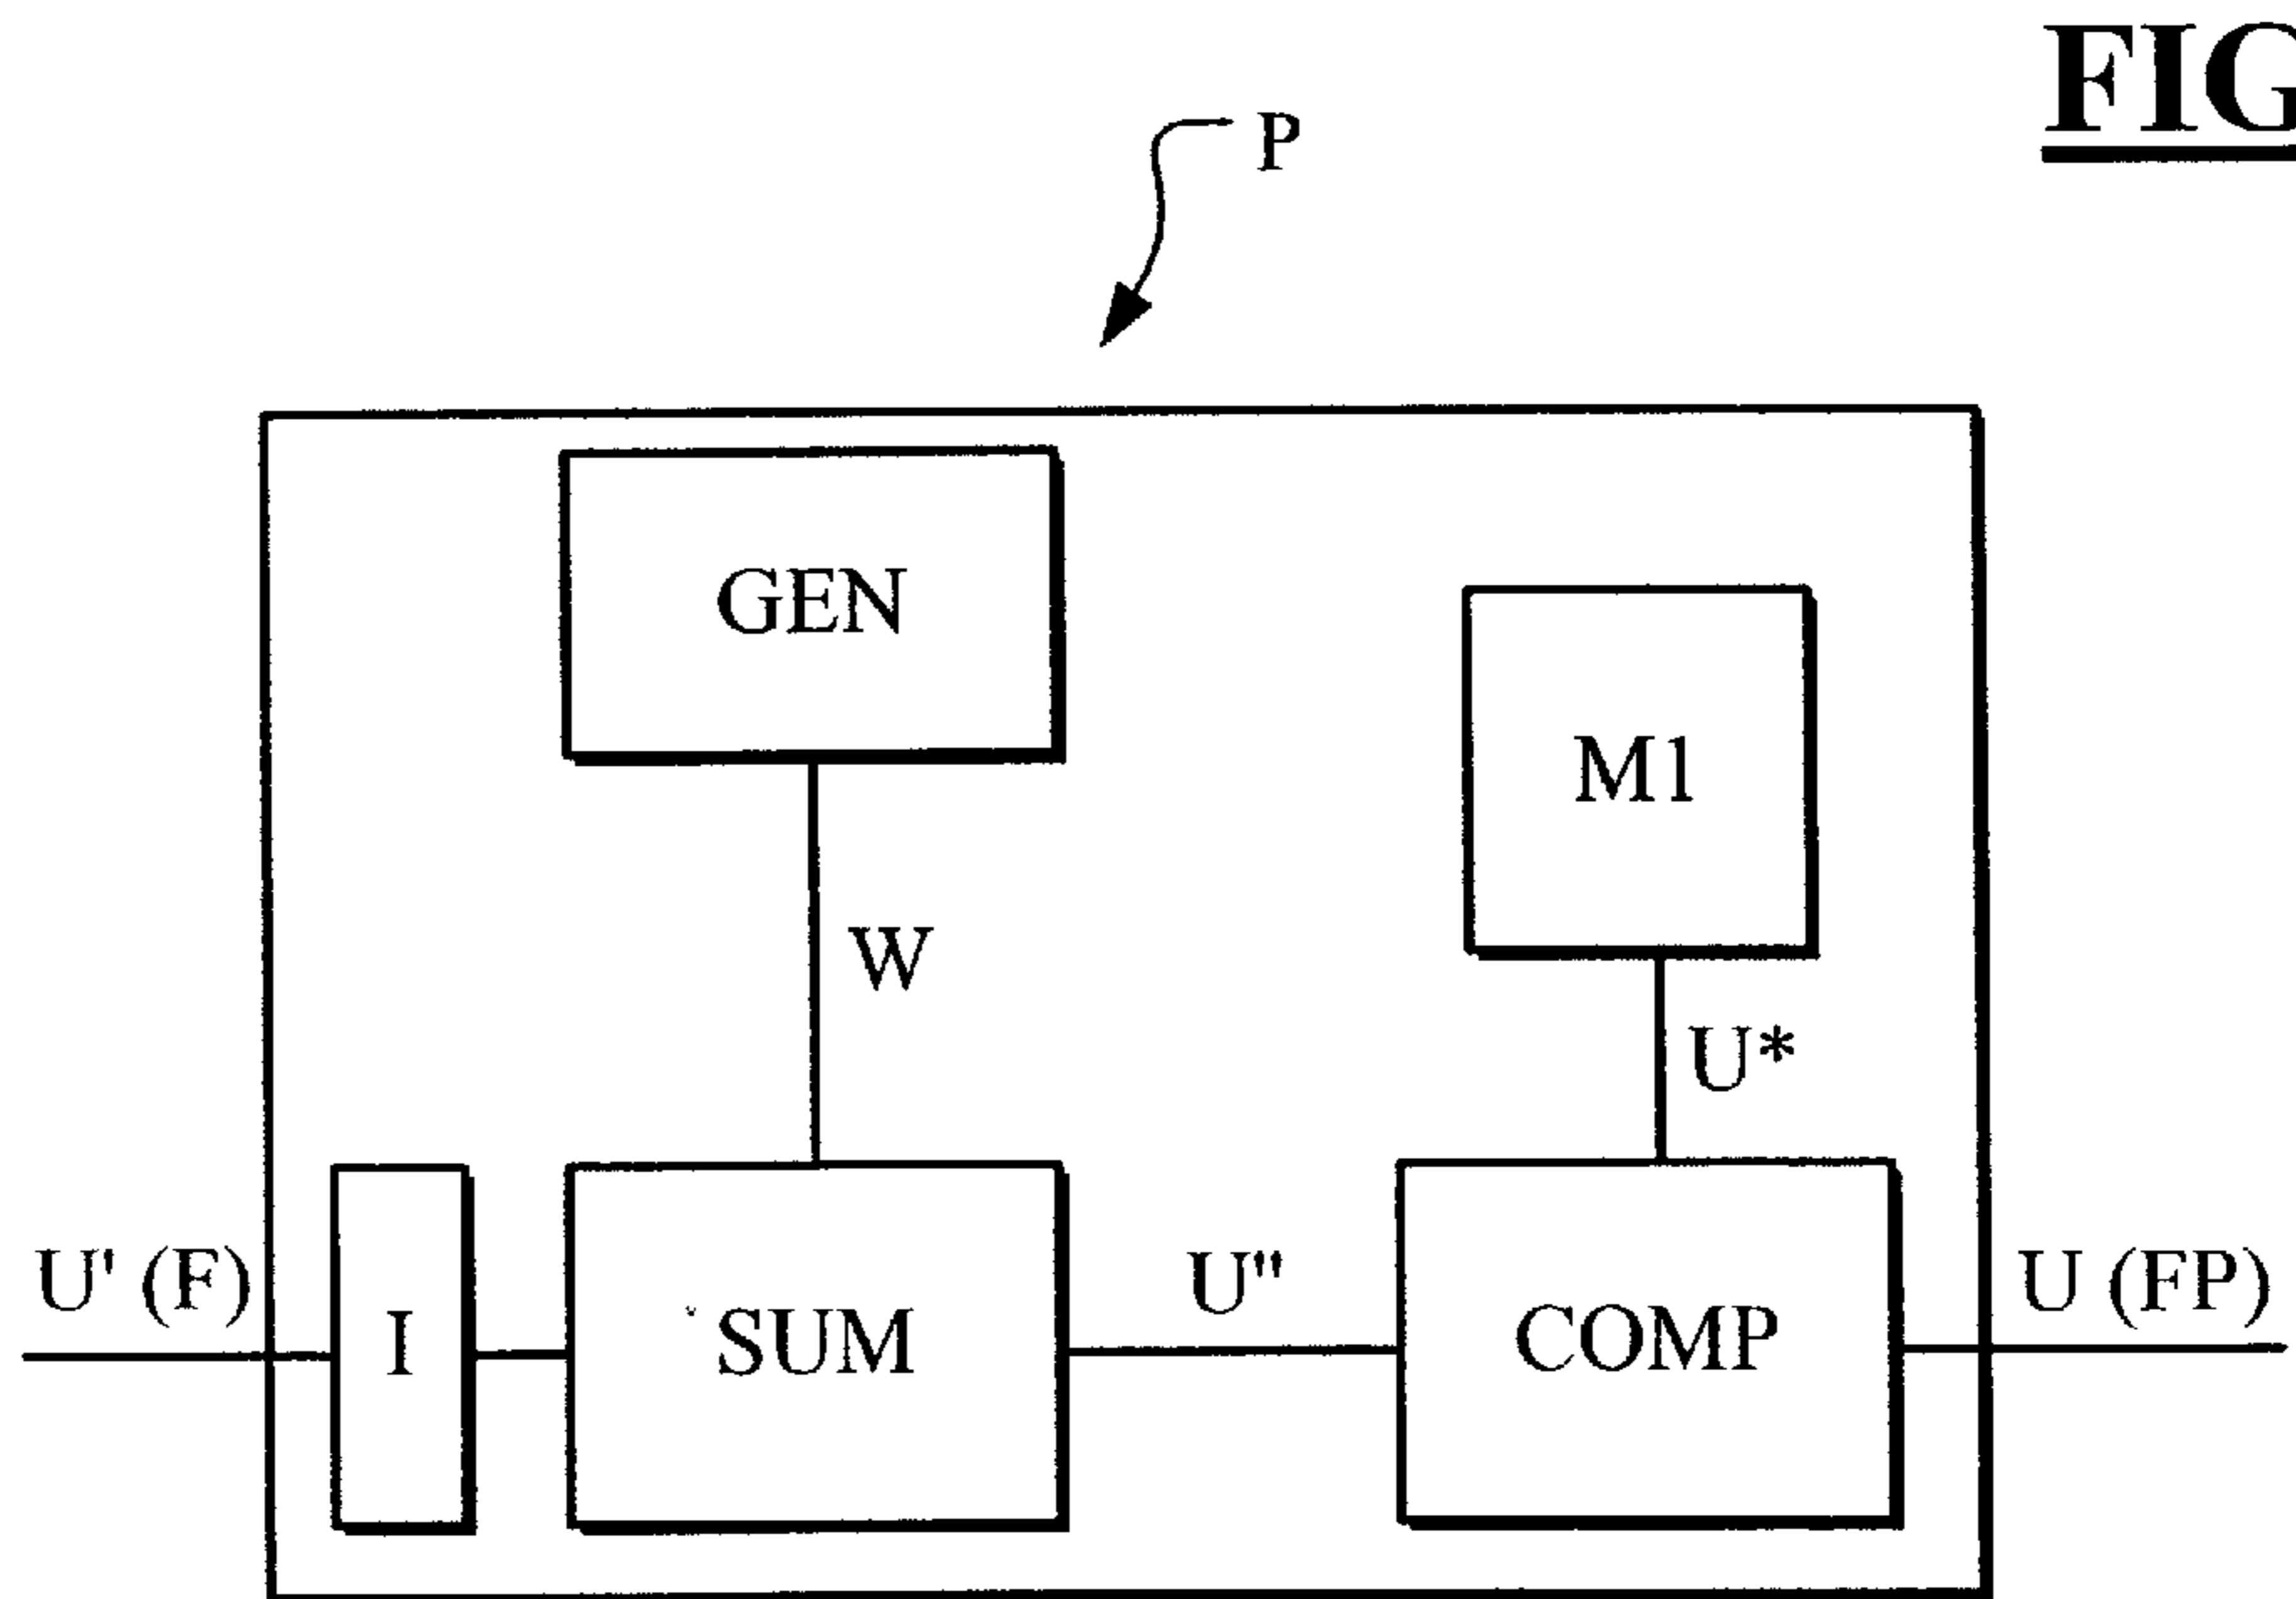 FIG
P
GEN
M1
W
U*
U' (F)
I
SUM
U"
COMP
U (FP)